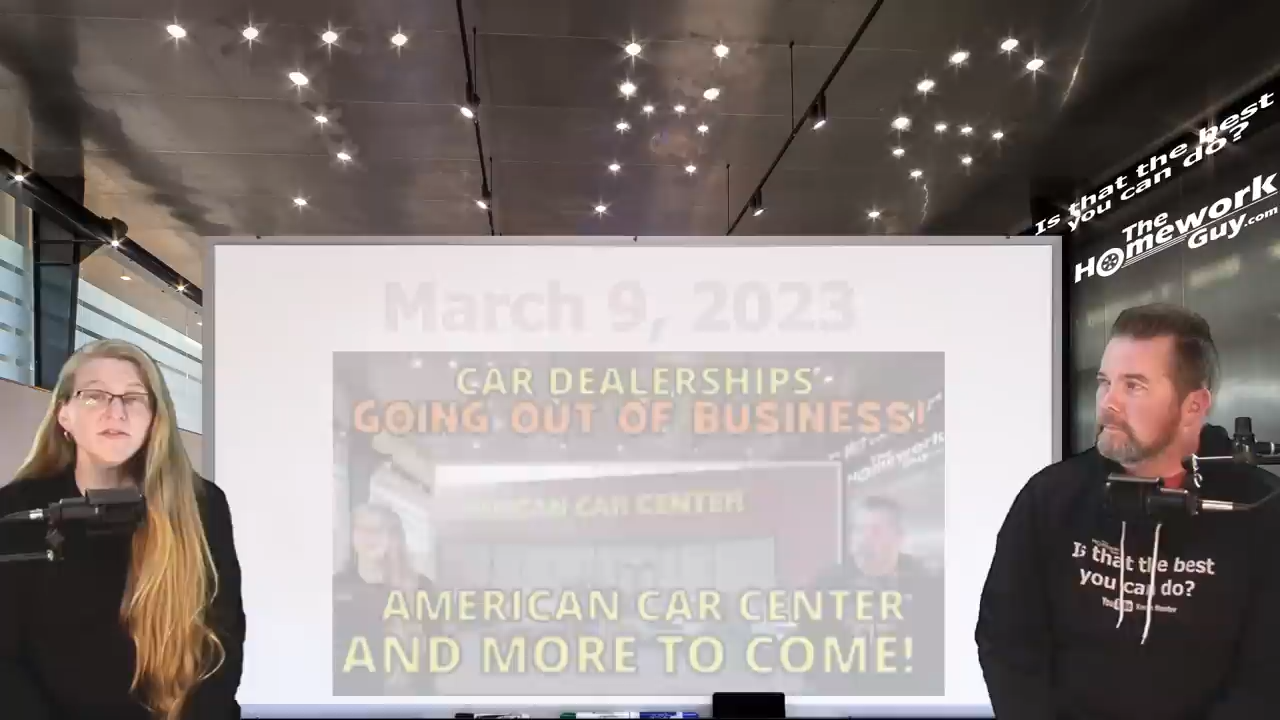 Is that the best
you can do?
The
Homework
Guy.com
March 9, 2023
CAR DEALERSHIPS
GOING OUT OF BUSINESS!
CAR CENTER
AMERICAN CAR CENTER
AND MORE TO COME!
Is that the best
you can do?
YouTube